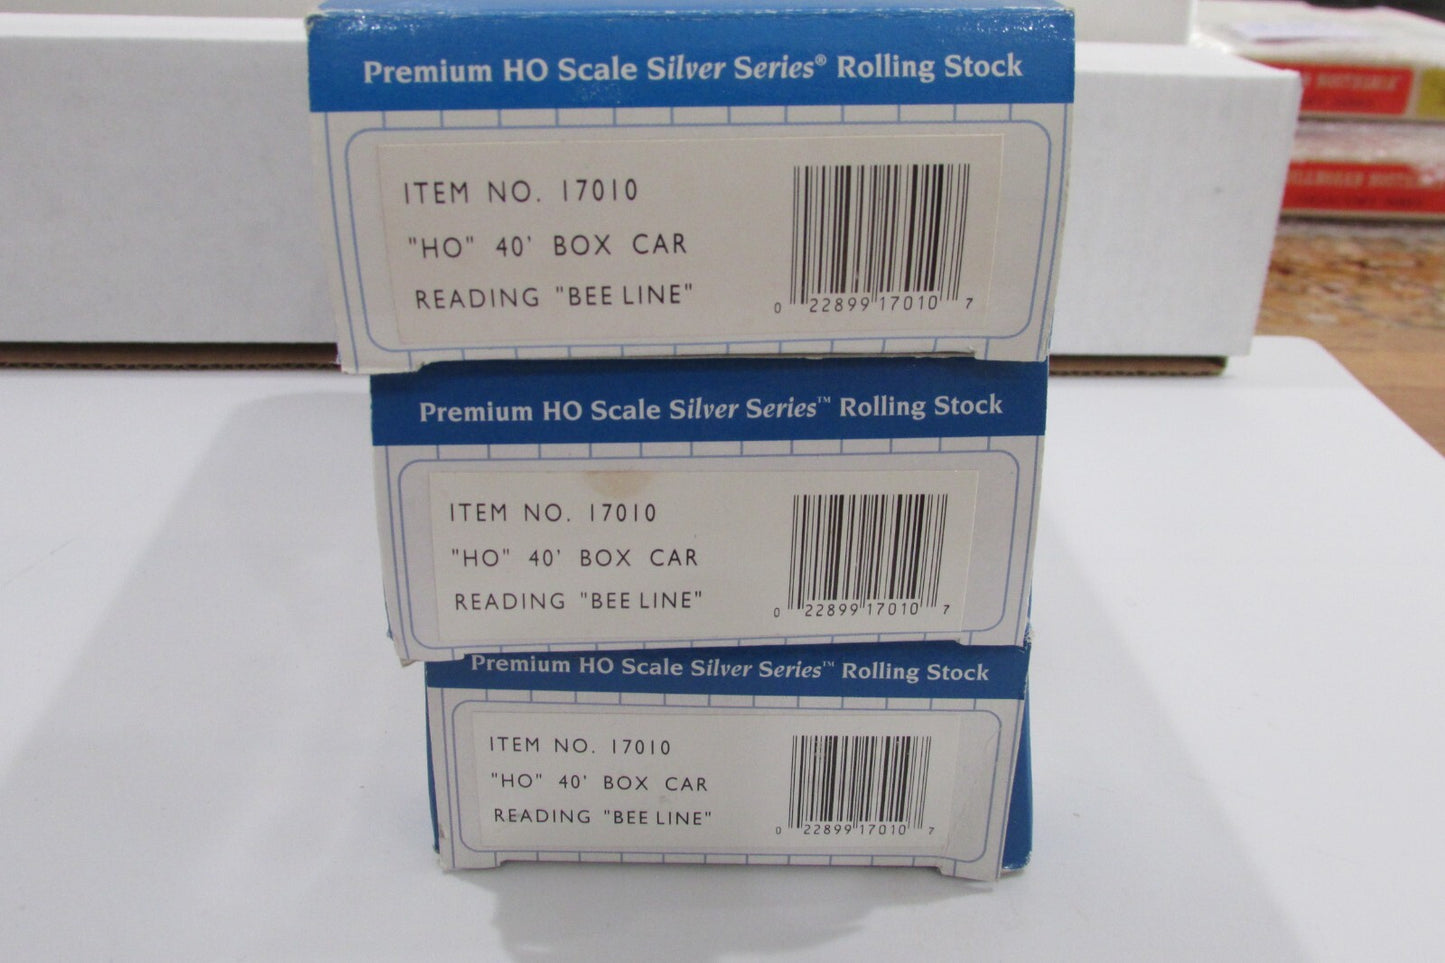 Premium HO Scale Silver Series® Rolling Stock
ITEM NO. 17010
"HO" 40' BOX CAR
READING "BEE LINE"
0 22899 17010 7
Premium HO Scale Silver Series™ Rolling Stock
ITEM NO. 17010
"HO" 40' BOX CAR
READING "BEE LINE"
0 22899 17010 7
Premium HO Scale Silver Series™ Rolling Stock
ITEM NO. 17010
"HO" 40' BOX CAR
READING "BEE LINE"
0 22899 17010 7